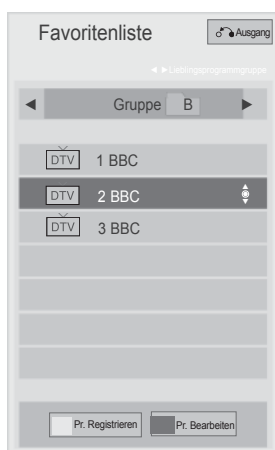 Favoritenliste
Ausgang
◄ ►Lieblingsprogrammgruppe
◄ Gruppe B ►
DTV 1 BBC
DTV 2 BBC
DTV 3 BBC
Pr. Registrieren
Pr. Bearbeiten